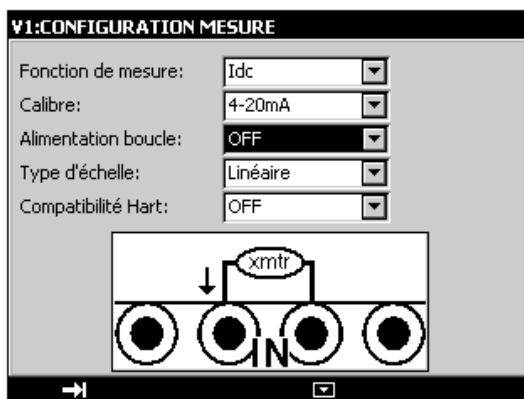 V1:CONFIGURATION MESURE
Fonction de mesure: Idc
Calibre: 4-20mA
Alimentation boucle: OFF
Type d'échelle: Linéaire
Compatibilité Hart: OFF
xmtr
IN